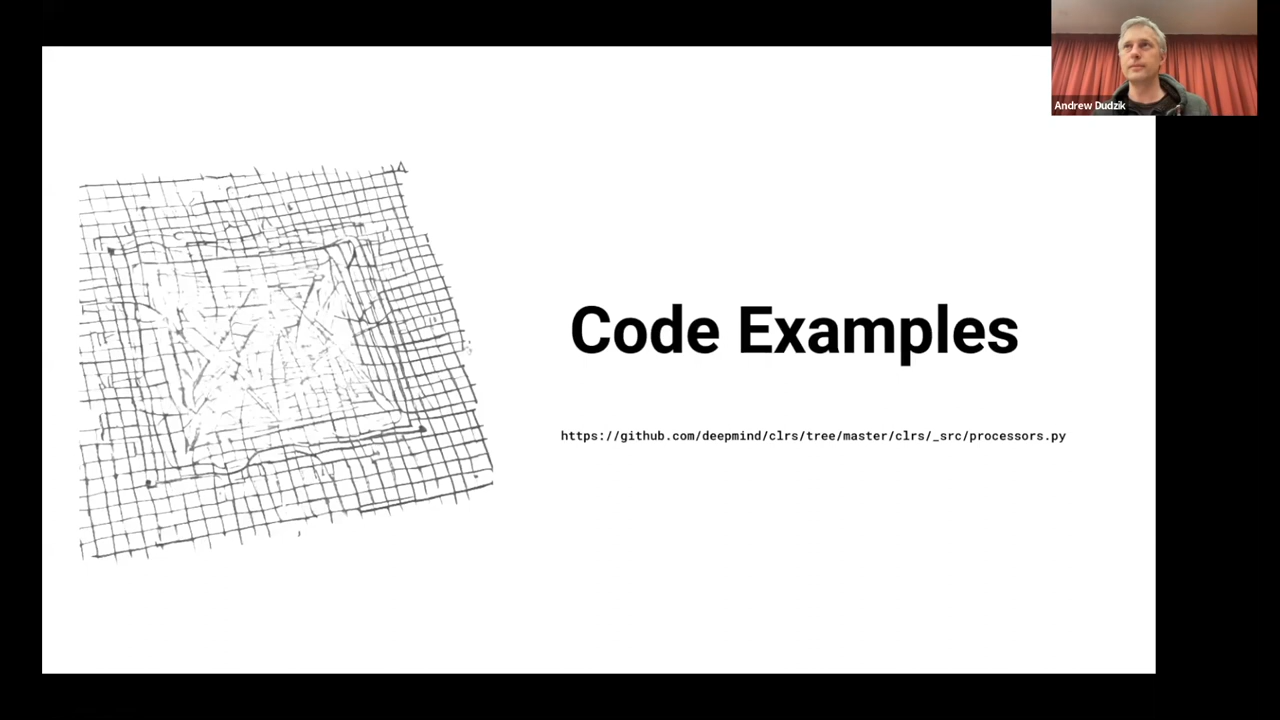 Andrew Dudzik
Code Examples
https://github.com/deepmind/clrs/tree/master/clrs/_src/processors.py